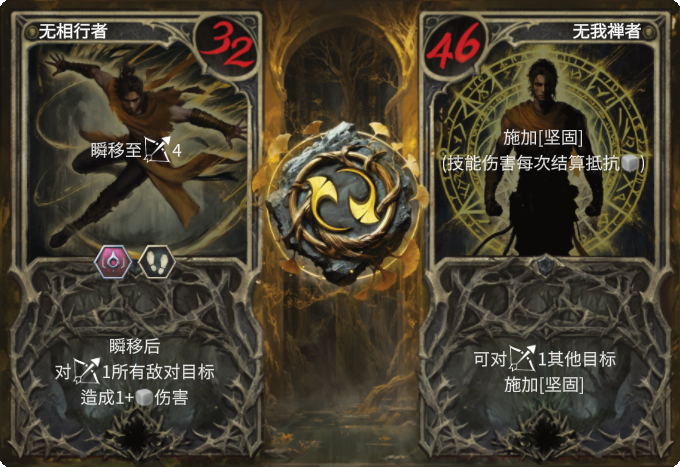 无相行者
32
瞬移至4
瞬移后
对1所有敌对目标
造成1+伤害
46
无我禅者
施加[坚固]
(技能伤害每次结算抵抗)
可对1其他目标
施加[坚固]